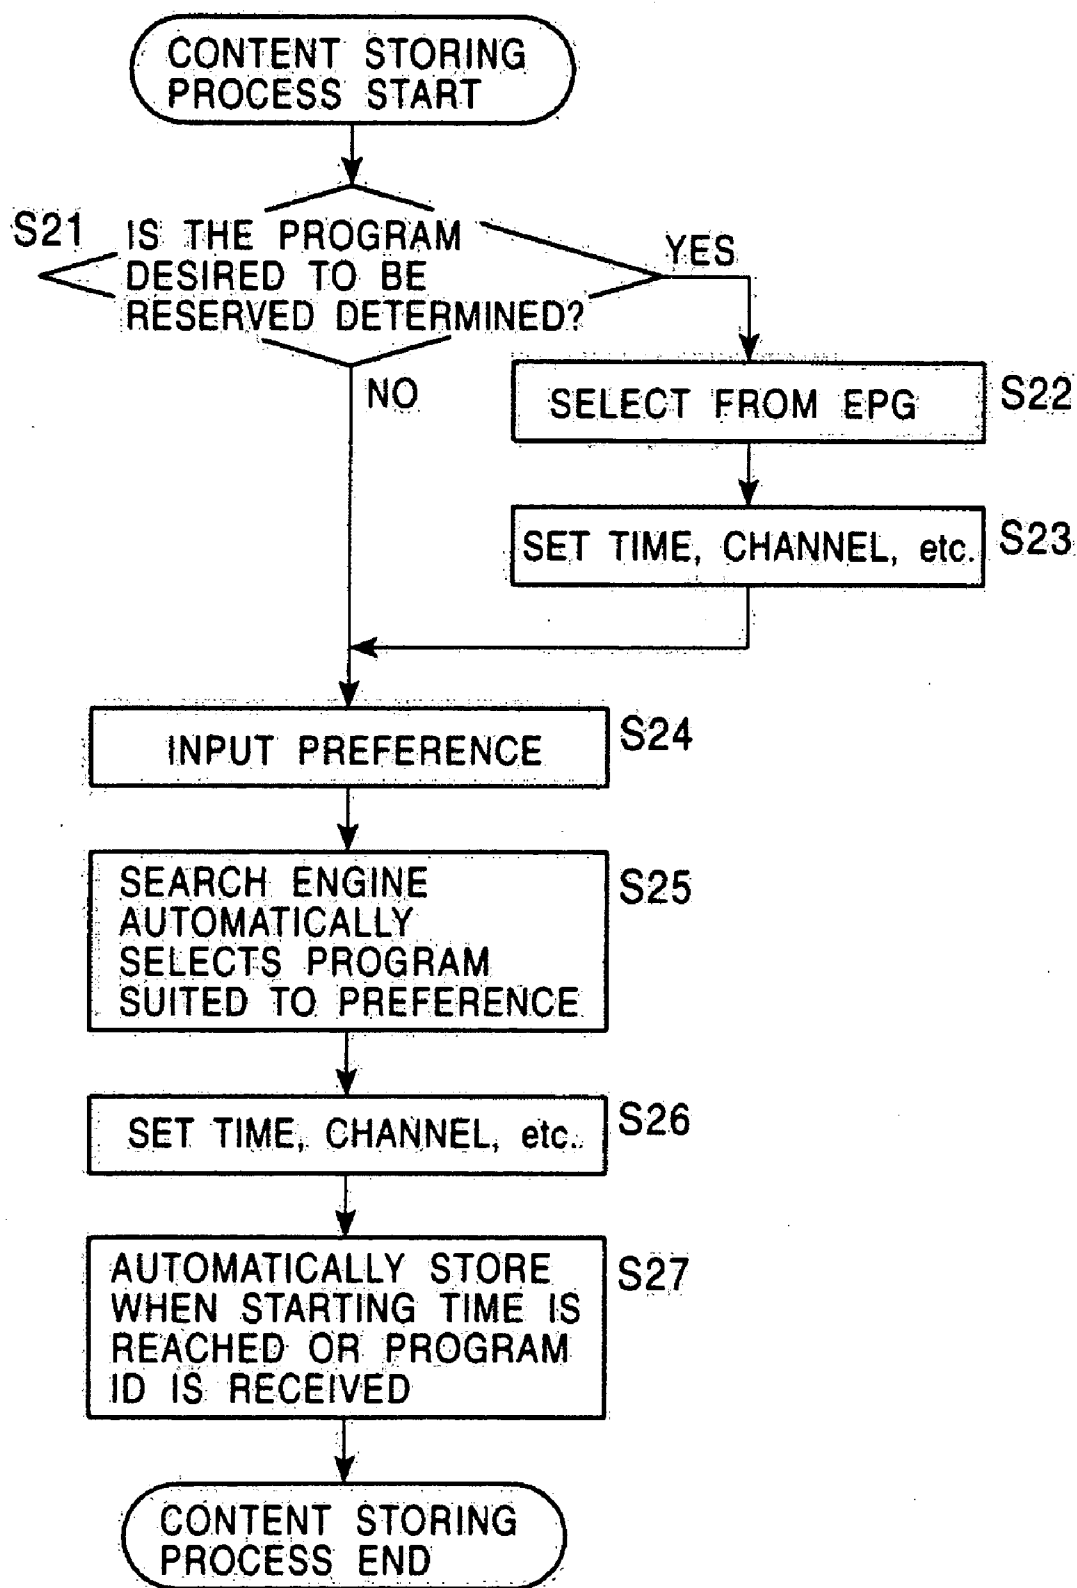 CONTENT STORING
PROCESS START
S21
IS THE PROGRAM
DESIRED TO BE
RESERVED DETERMINED?
YES
NO
SELECT FROM EPG
S22
SET TIME, CHANNEL, etc.
S23
INPUT PREFERENCE
S24
SEARCH ENGINE
AUTOMATICALLY
SELECTS PROGRAM
SUITED TO PREFERENCE
S25
SET TIME, CHANNEL, etc.
S26
AUTOMATICALLY STORE
WHEN STARTING TIME IS
REACHED OR PROGRAM
ID IS RECEIVED
S27
CONTENT STORING
PROCESS END